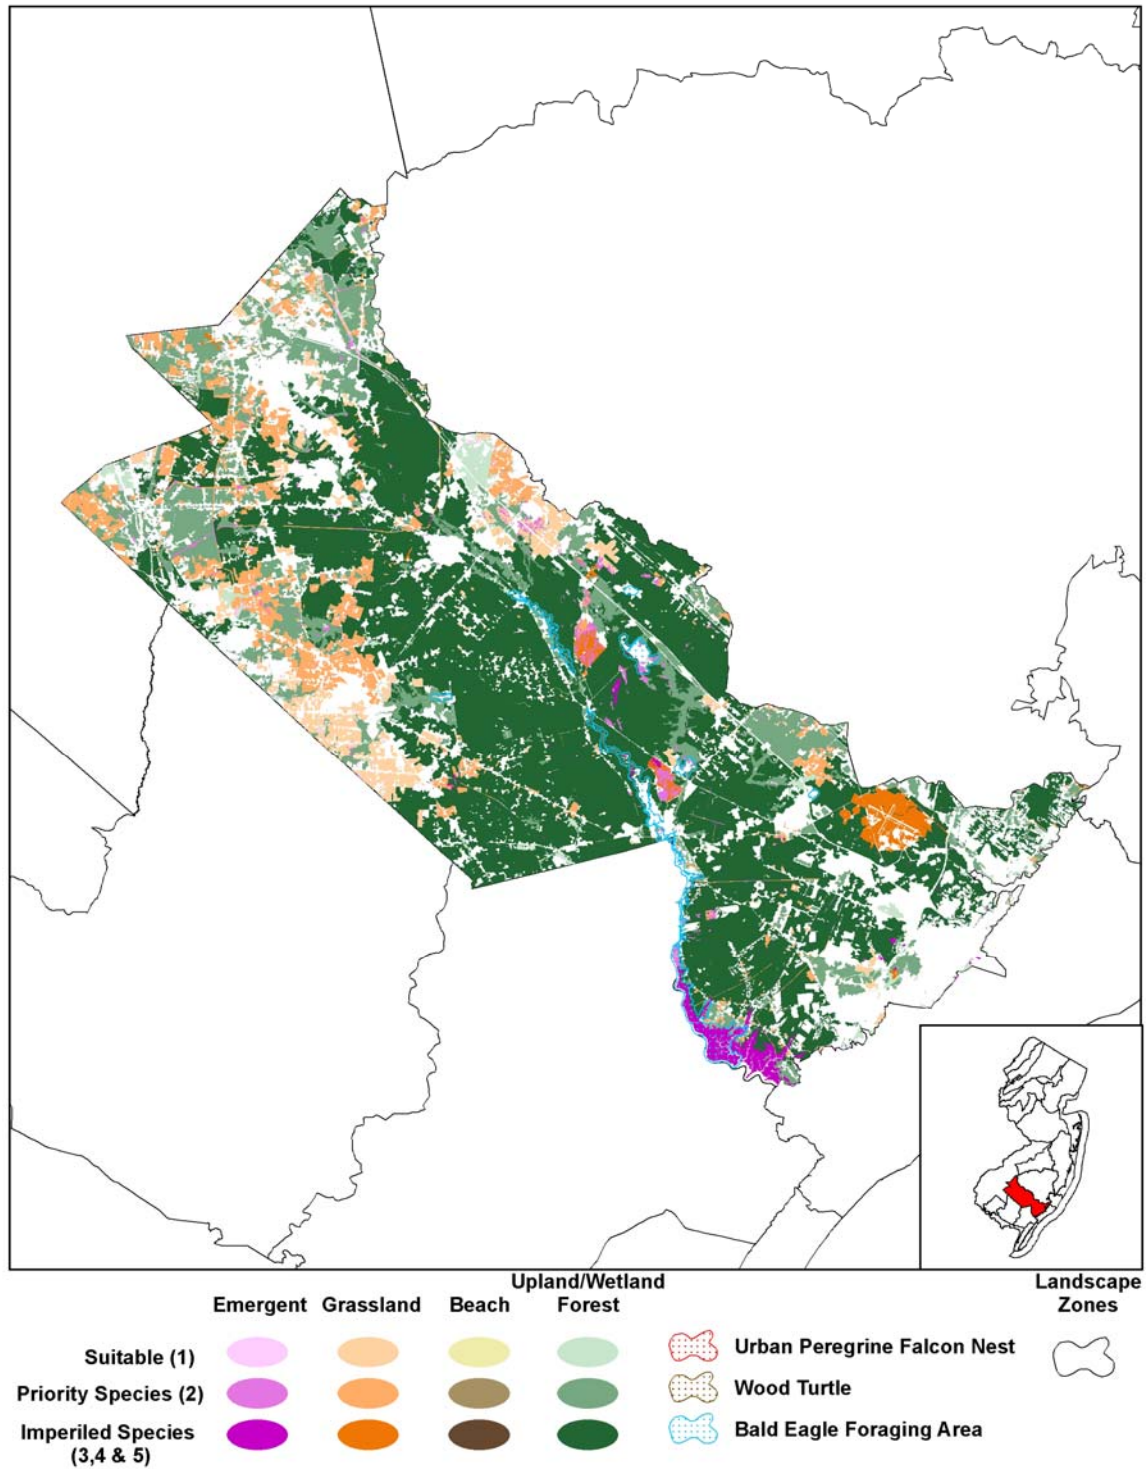 Upland/Wetland
Landscape
Emergent Grassland Beach Forest
Zones
Suitable (1)
Urban Peregrine Falcon Nest
Priority Species (2)
Wood Turtle
Imperiled Species
(3,4 & 5)
Bald Eagle Foraging Area